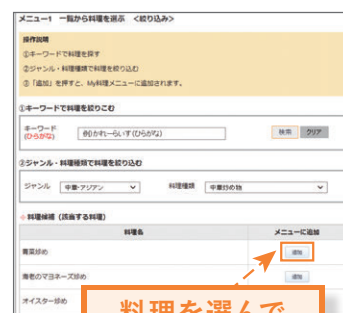 メニュー1 一覧から料理を選ぶ <絞り込み>
操作説明
①キーワードで料理を探す
②ジャンル・料理種類で料理を絞り込む
③「追加」を押すと、My料理メニューに追加されます。
①キーワードで料理を絞りこむ
キーワード
(ひらがな)
例)かれーらいす(ひらがな)
検索 クリア
②ジャンル・料理種類で料理を絞り込む
ジャンル 中華・アジアン 料理種類 中華炒め物
料理候補 (該当する料理)
料理名 メニューに追加
青菜炒め 追加
海老のマヨネーズ炒め 追加
オイスター炒め
料理を選んで